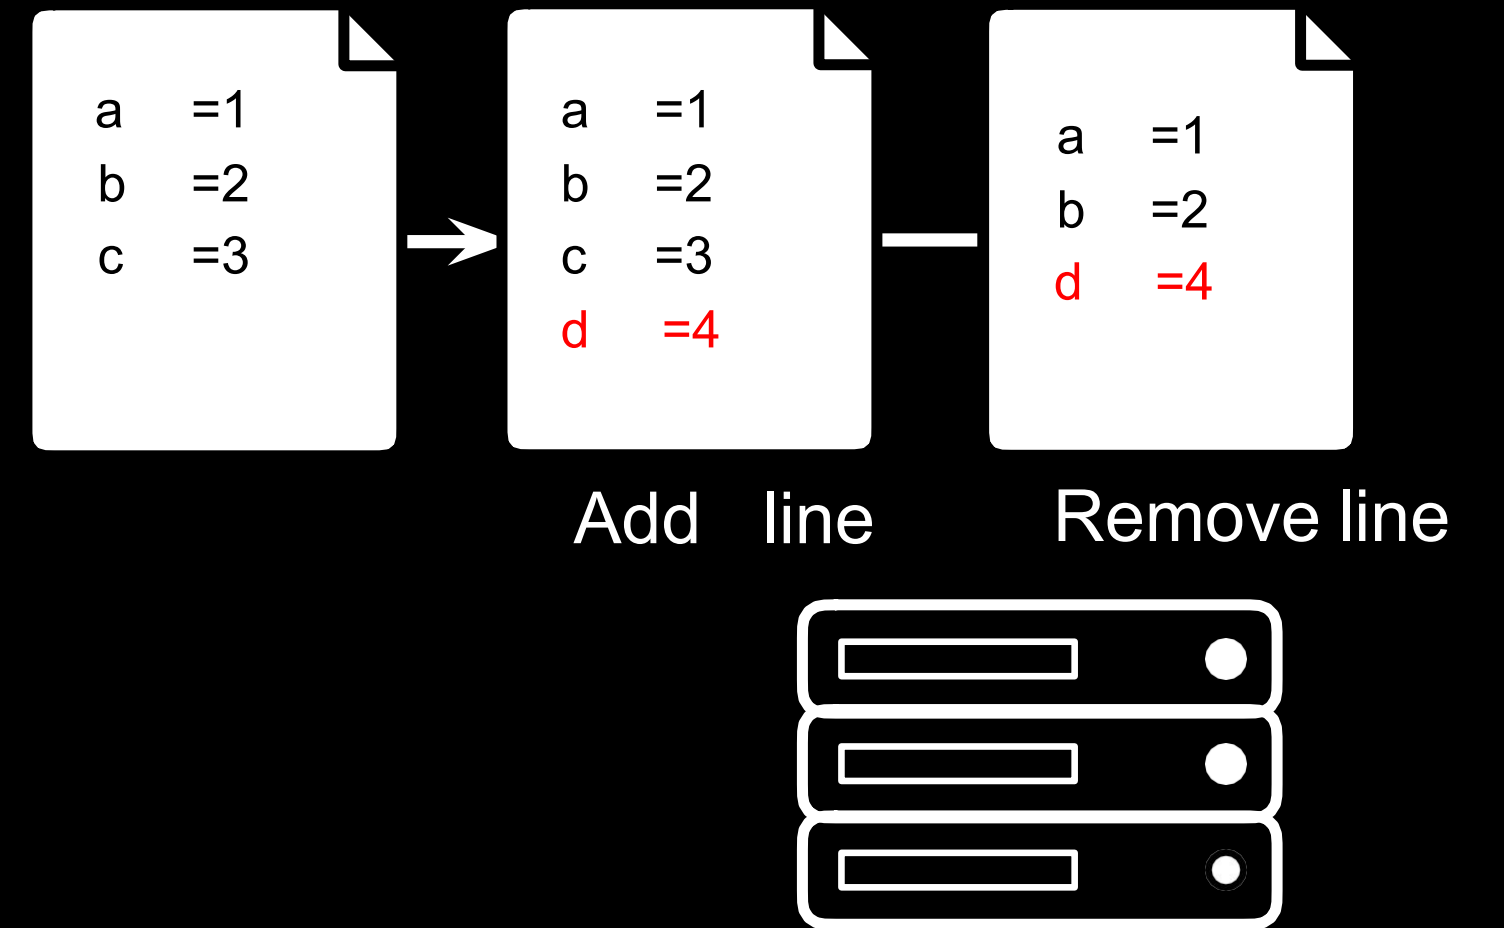 a =1
b =2
c =3
a =1
b =2
c =3
d =4
a =1
b =2
d =4
Add line
Remove line